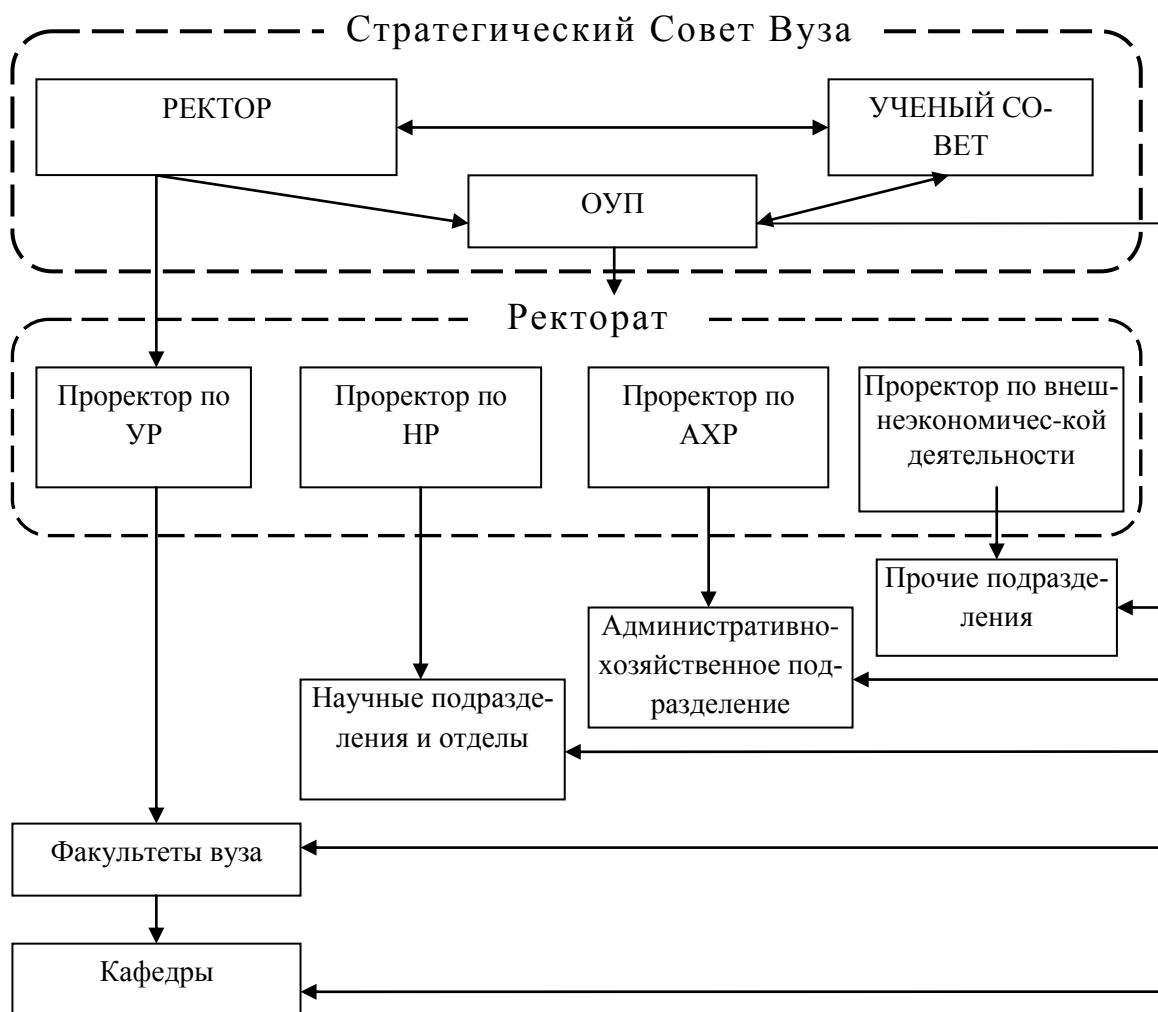 Стратегический Совет Вуза
РЕКТОР
УЧЕНЫЙ СО-
ВЕТ
ОУП
Ректорат
Проректор по
УР
Проректор по
НР
Проректор по
АХР
Проректор по внеш-
неэкономичес-кой
деятельности
Прочие подразде-
ления
Административно-
хозяйственное под-
разделение
Научные подразде-
ления и отделы
Факультеты вуза
Кафедры